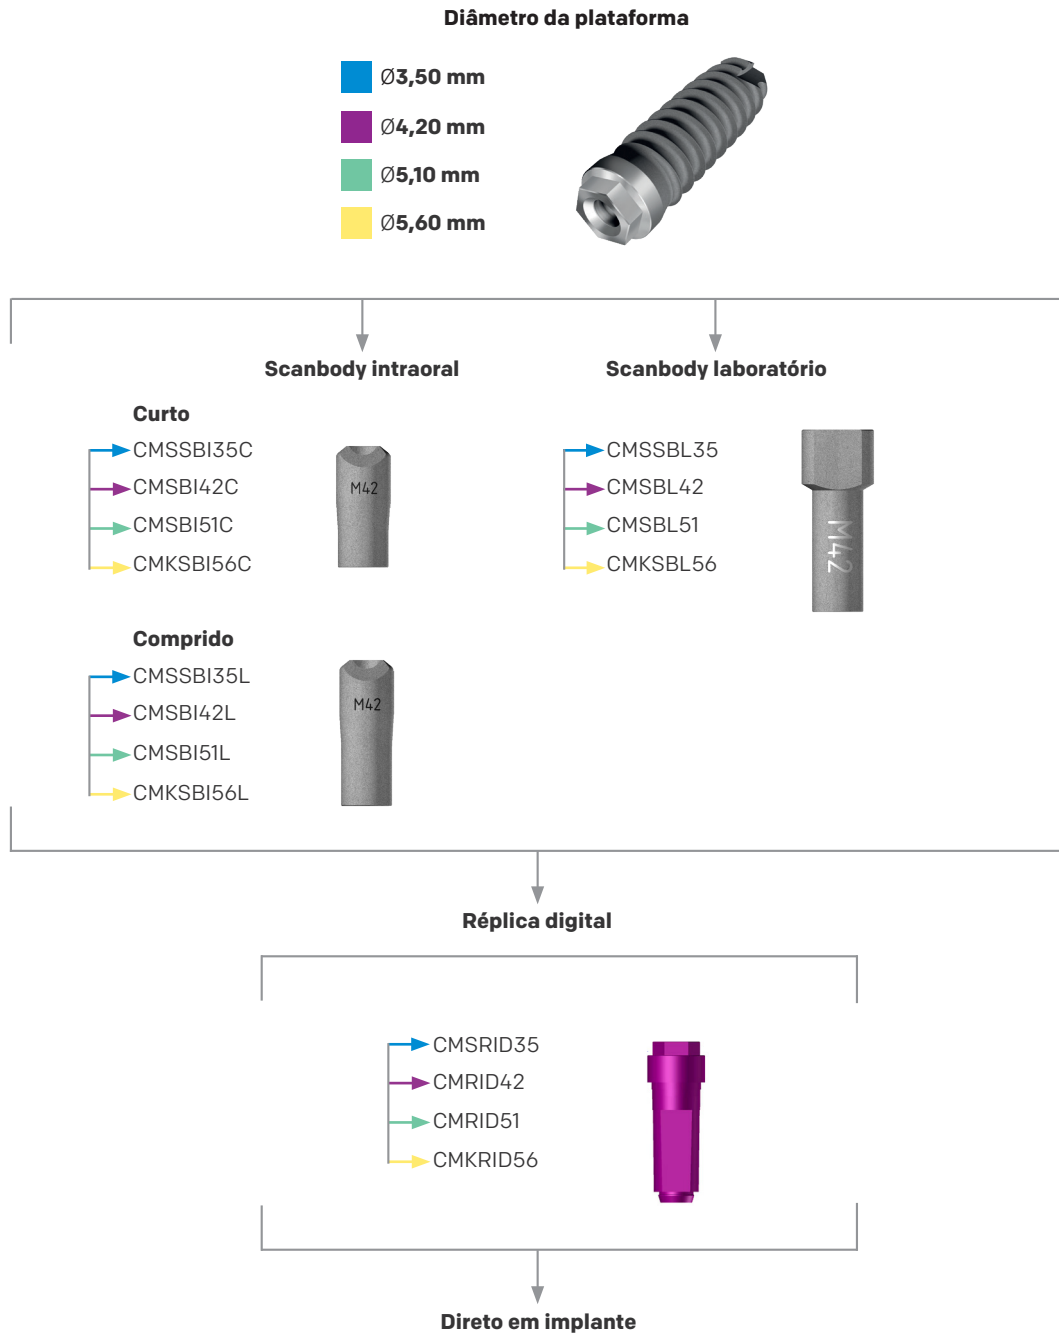 Diâmetro da plataforma
Ø3,50 mm
Ø4,20 mm
Ø5,10 mm
Ø5,60 mm
Scanbody intraoral
Curto
CMSSBI35C
CMSBI42C
CMSBI51C
CMKSBI56C
M42
Comprido
CMSSBI35L
CMSBI42L
CMSBI51L
CMKSBI56L
M42
Scanbody laboratório
CMSSBL35
CMSBL42
CMSBL51
CMKSBL56
M42
Réplica digital
CMSRID35
CMRID42
CMRID51
CMKRID56
Direto em implante